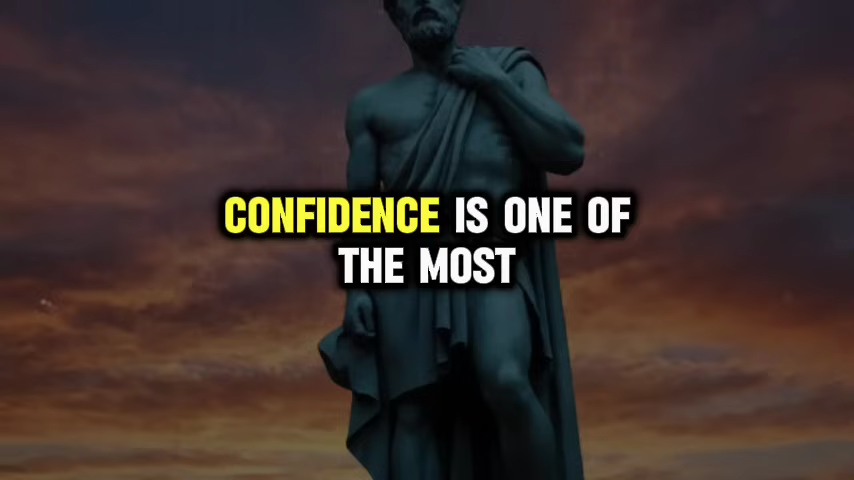 CONFIDENCE IS ONE OF
THE MOST